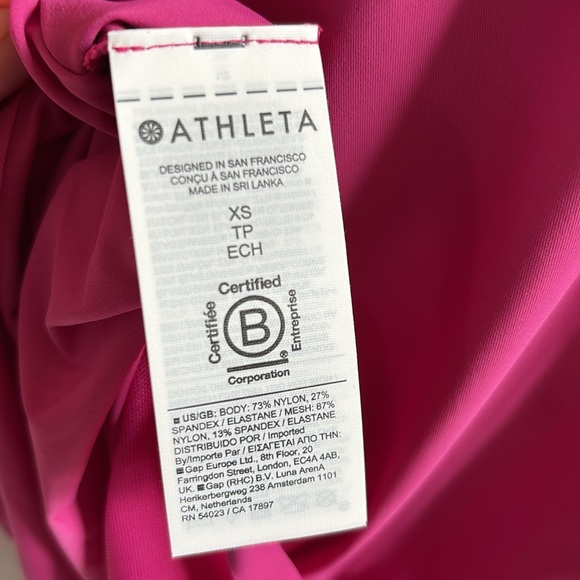 ATHLETA
DESIGNED IN SAN FRANCISCO
CONÇU À SAN FRANCISCO
MADE IN SRI LANKA
XS
TP
ECH
Certified
Certifiée
B
Entreprise
®
Corporation
US/GB: BODY: 73% NYLON, 27%
SPANDEX / ELASTANE / MESH: 87%
NYLON, 13% SPANDEX / ELASTANE
DISTRIBUIDO POR / Imported
By/Importe Par / ΕΙΣΑΓΕΤΑΙ ΑΠΟ ΤΗΝ:
Gap Europe Ltd., 8th Floor, 20
Farringdon Street, London, EC4A 4AB,
UK. Gap (RHC) B.V. Luna ArenA
Herikerbergweg 238 Amsterdam 1101
CM, Netherlands
RN 54023 / CA 17897